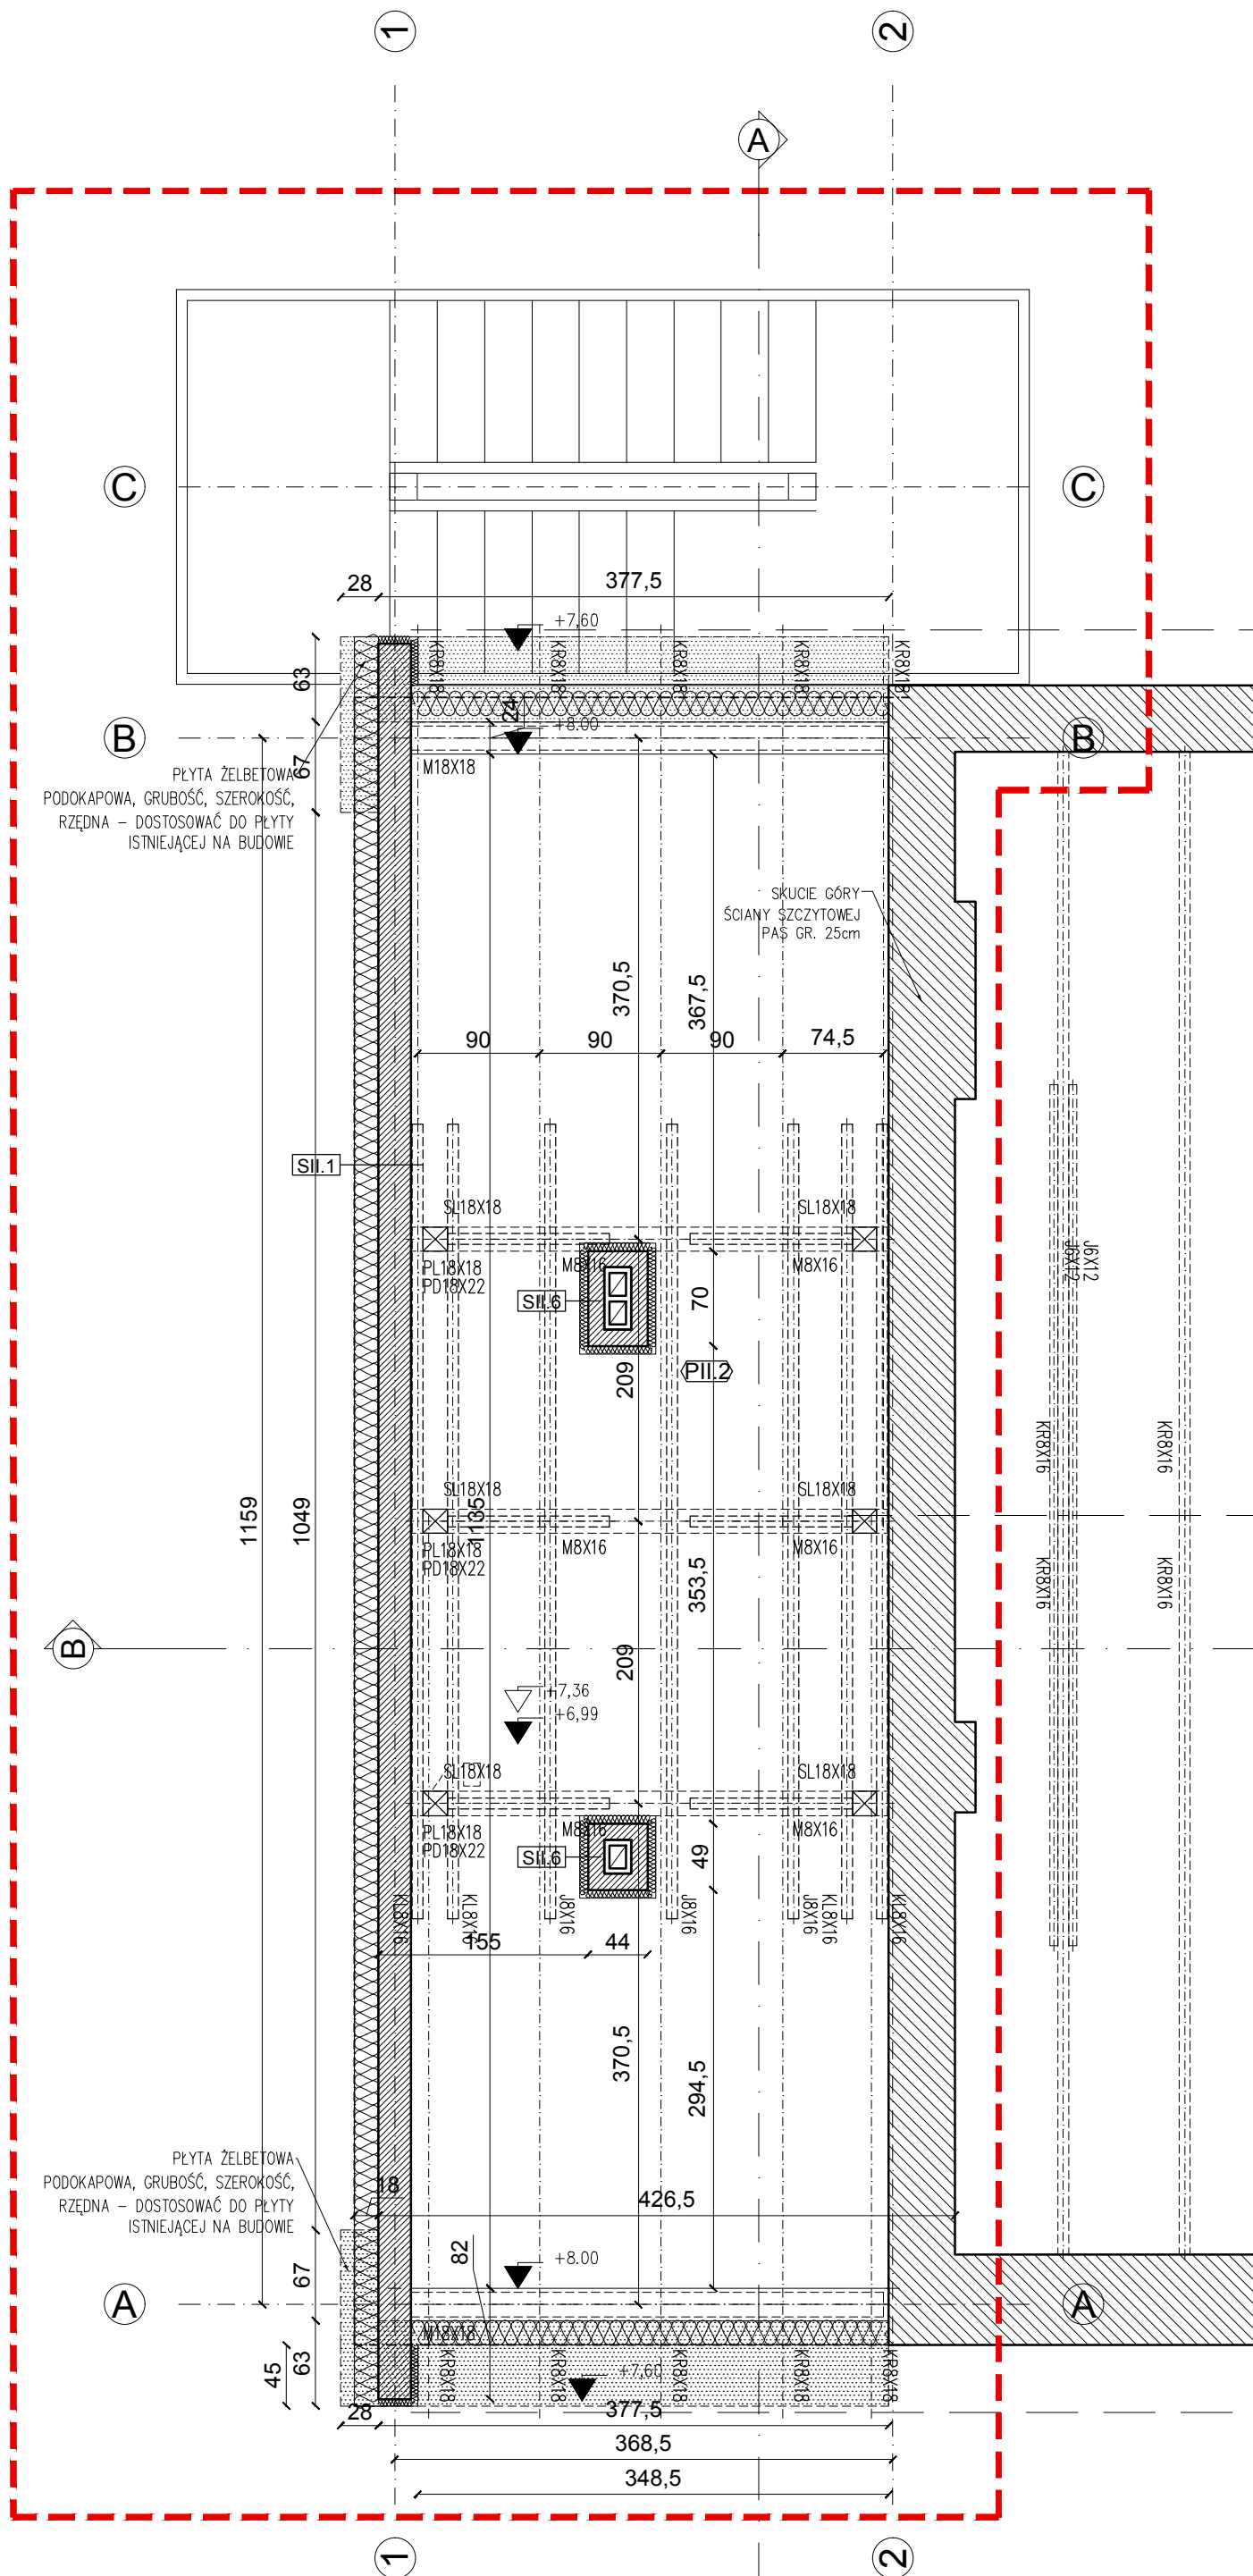 1
2
A
C
C
28
377,5
+7,60
KR8X18
KR8X18
KR8X18
KR8X18
KR8X181
63
24
+8.00
B
B
67
M18X18
PŁYTA ŻELBETOWA
PODOKAPOWA, GRUBOŚĆ, SZEROKOŚĆ,
RZĘDNA – DOSTOSOWAĆ DO PŁYTY
ISTNIEJĄCEJ NA BUDOWIE
SKUCIE GÓRY
ŚCIANY SZCZYTOWEJ
PAS GR. 25cm
370,5
367,5
90
90
90
74,5
SII.1
SL18X18
SL18X18
PL18X18
PD18X22
M8X16
M8X16
J6X12
J6X12
SII.6
70
PII.2
209
KR8X16
KR8X16
SL18X18
SL18X18
1159
1049
1135
PL18X18
PD18X22
M8X16
M8X16
353,5
KR8X16
KR8X16
B
209
+7,36
+6,99
SL18X18
SL18X18
PL18X18
PD18X22
M8X16
M8X16
SII.6
49
KL8X16
KL8X16
J8X16
J8X16
J8X16
KL8X16
KL8X16
155
44
370,5
294,5
PŁYTA ŻELBETOWA
PODOKAPOWA, GRUBOŚĆ, SZEROKOŚĆ,
RZĘDNA – DOSTOSOWAĆ DO PŁYTY
ISTNIEJĄCEJ NA BUDOWIE
18
426,5
82
+8.00
67
A
A
M18X18
45
63
KR8X18
KR8X18
KR8X18
KR8X18
KR8X18
+7,60
28
377,5
368,5
348,5
1
2